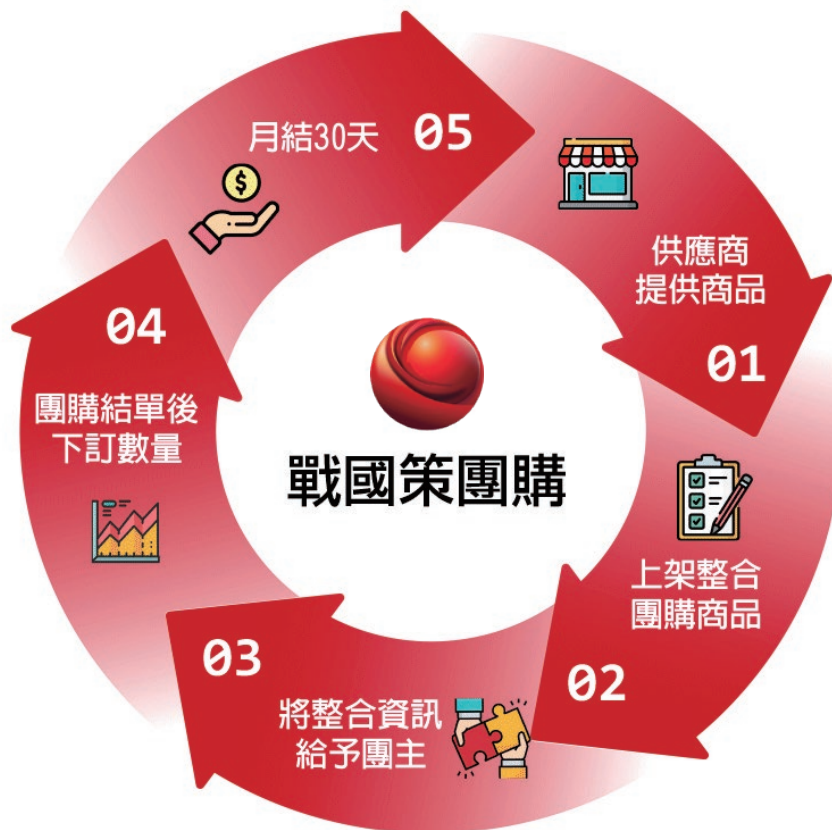 戰國策團購
供應商
提供商品
01
上架整合
團購商品
02
03
將整合資訊
給予團主
04
團購結單後
下訂數量
月結30天
05
$